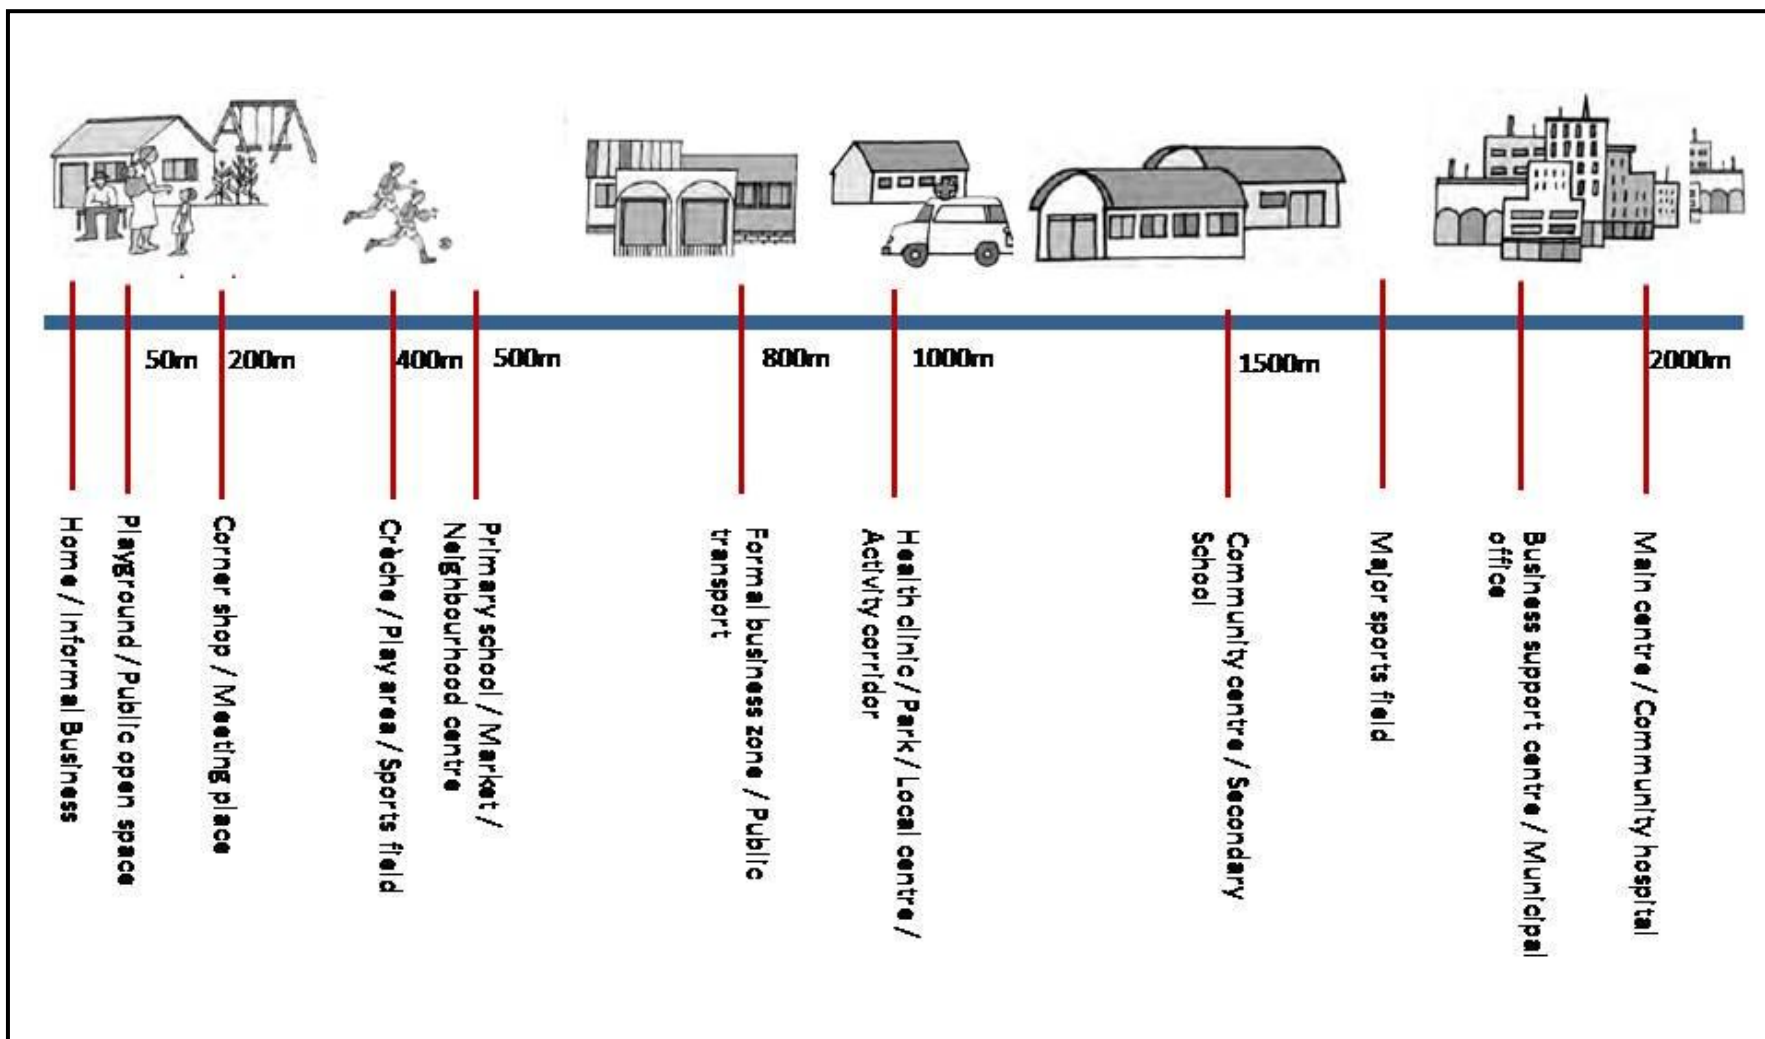 50m
200m
400m
500m
800m
1000m
1500m
2000m
Home / Informal Business
Playground / Public open space
Corner shop / Meeting place
Crèche / Play area / Sports field
Primary school / Market /
Neighbourhood centre
Formal business zone / Public
transport
Health clinic / Park / Local centre /
Activity corridor
Community centre / Secondary
School
Major sports field
Business support centre / Municipal
office
Main centre / Community hospital